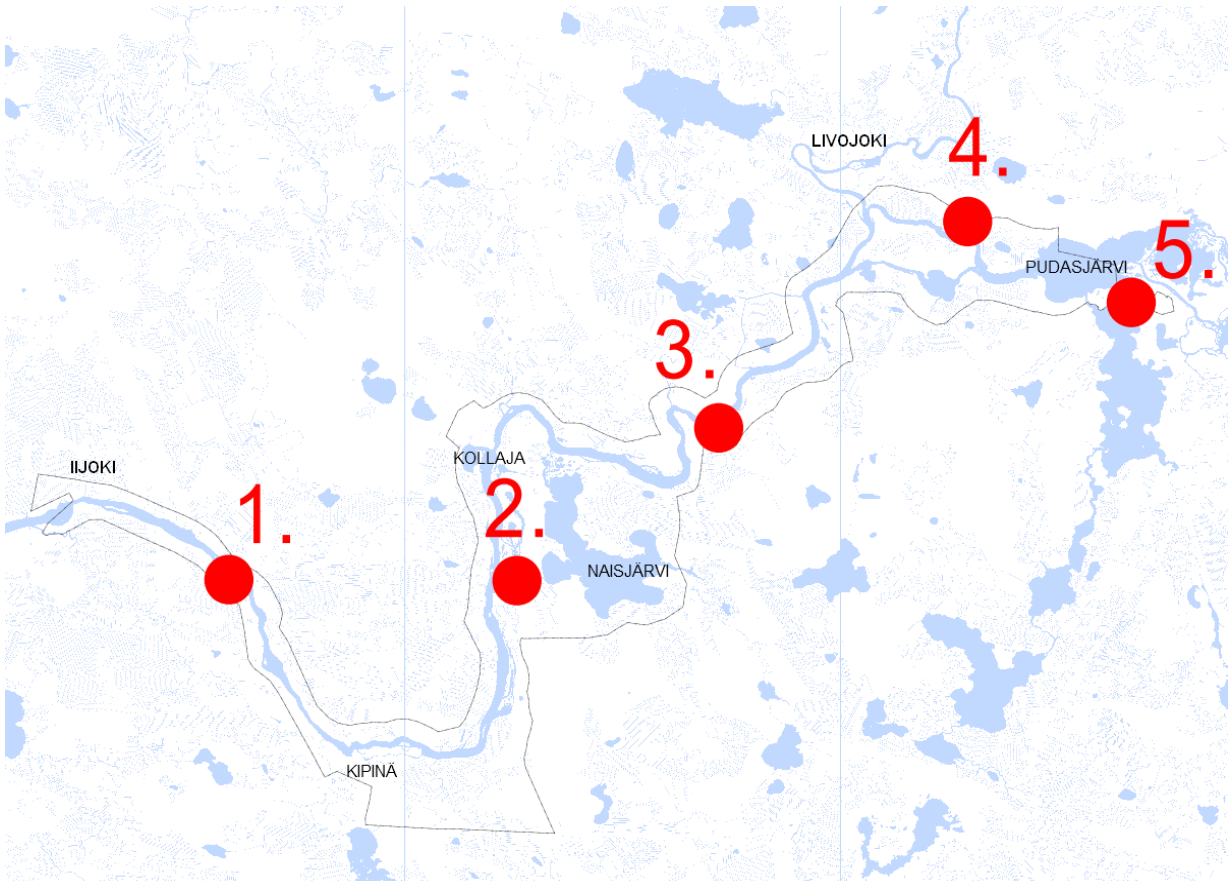 LIVOJOKI
4.
5.
PUDASJÄRVI
3.
KOLLAJA
IIJOKI
1.
2.
NAISJÄRVI
KIPINÄ